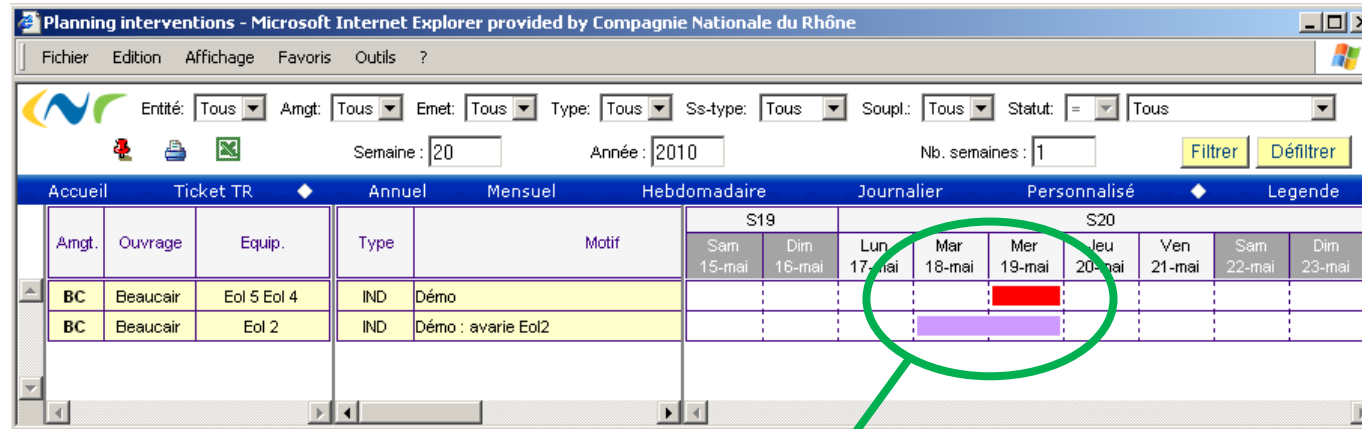 Planning interventions - Microsoft Internet Explorer provided by Compagnie Nationale du Rhône
Fichier Edition Affichage Favoris Outils ?
Entité: Tous Amgt: Tous Emet: Tous Type: Tous Ss-type: Tous Soupl.: Tous Statut: = Tous
Semaine : 20 Année : 2010 Nb. semaines : 1 Filtrer Défiltrer
Accueil Ticket TR Annuel Mensuel Hebdomadaire Journalier Personnalisé Legende
S19 S20
Amgt. Ouvrage Equip. Type Motif Sam Dim Lun Mar Mer Jeu Ven Sam Dim
15-mai 16-mai 17-mai 18-mai 19-mai 20-mai 21-mai 22-mai 23-mai
BC Beaucair Eol 5 Eol 4 IND Démo
BC Beaucair Eol 2 IND Démo : avarie Eol2